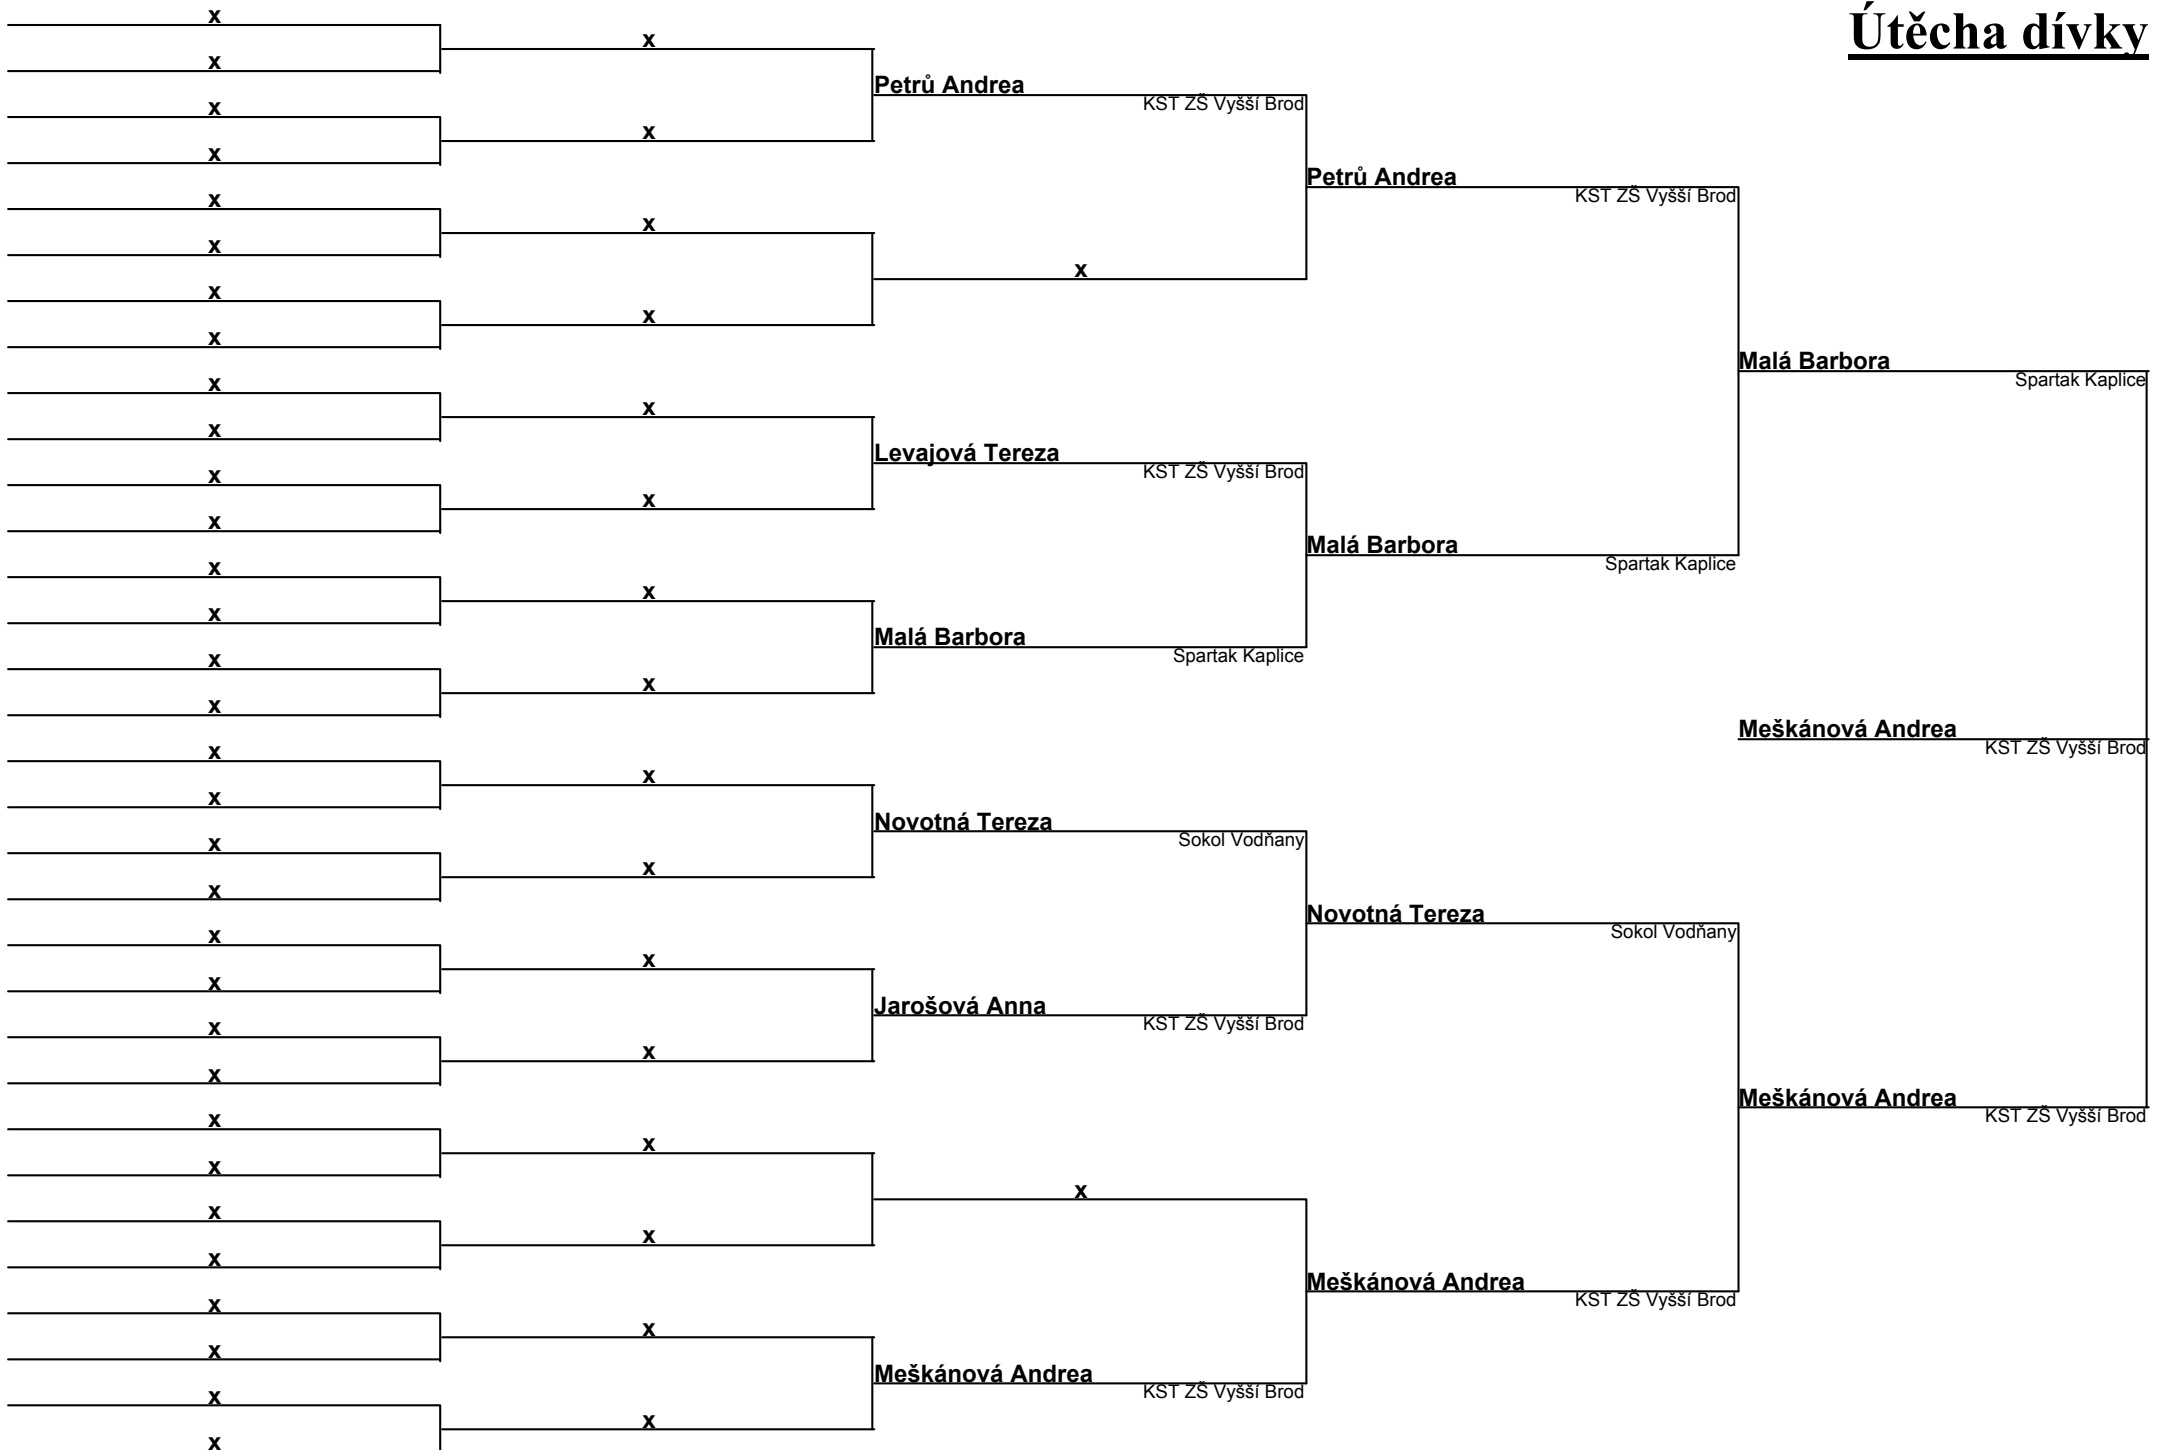 Útěcha dívky
x
x
x
Petrů Andrea
KST ZŠ Vyšší Brod
x
x
x
Petrů Andrea
KST ZŠ Vyšší Brod
x
x
x
x
x
x
x
Malá Barbora
Spartak Kaplice
x
x
x
Levajová Tereza
KST ZŠ Vyšší Brod
x
x
x
Malá Barbora
Spartak Kaplice
x
x
x
Malá Barbora
Spartak Kaplice
x
x
x
Meškánová Andrea
KST ZŠ Vyšší Brod
x
x
x
Novotná Tereza
Sokol Vodňany
x
x
x
Novotná Tereza
Sokol Vodňany
x
x
x
Jarošová Anna
KST ZŠ Vyšší Brod
x
x
x
Meškánová Andrea
KST ZŠ Vyšší Brod
x
x
x
x
x
x
x
Meškánová Andrea
KST ZŠ Vyšší Brod
x
x
x
Meškánová Andrea
KST ZŠ Vyšší Brod
x
x
x